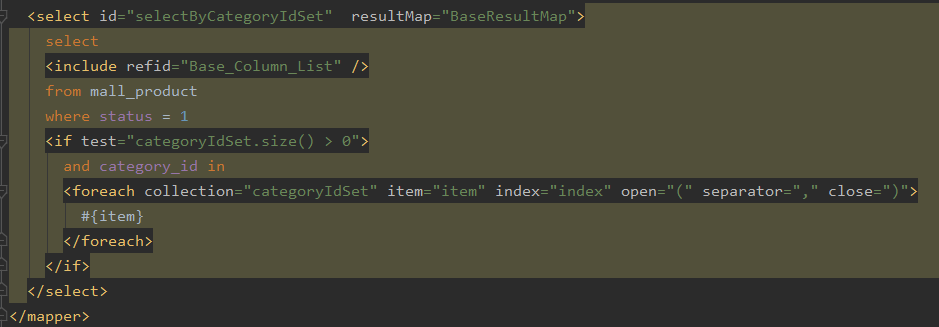 <select id="selectByCategoryIdSet"  resultMap="BaseResultMap">
select
<include refid="Base_Column_List" />
from mall_product
where status = 1
<if test="categoryIdSet.size() > 0">
and category_id in
<foreach collection="categoryIdSet" item="item" index="index" open="(" separator="," close=")">
#{item}
</foreach>
</if>
</select>
</mapper>